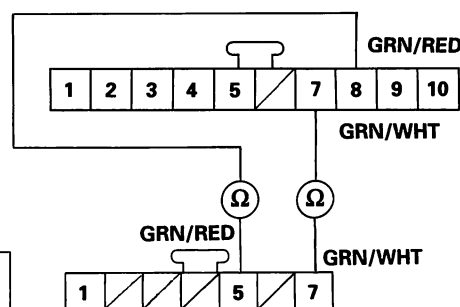 GRN/RED
1 2 3 4 5 7 8 9 10
GRN/WHT
Ω Ω
GRN/RED
GRN/WHT
1 5 7